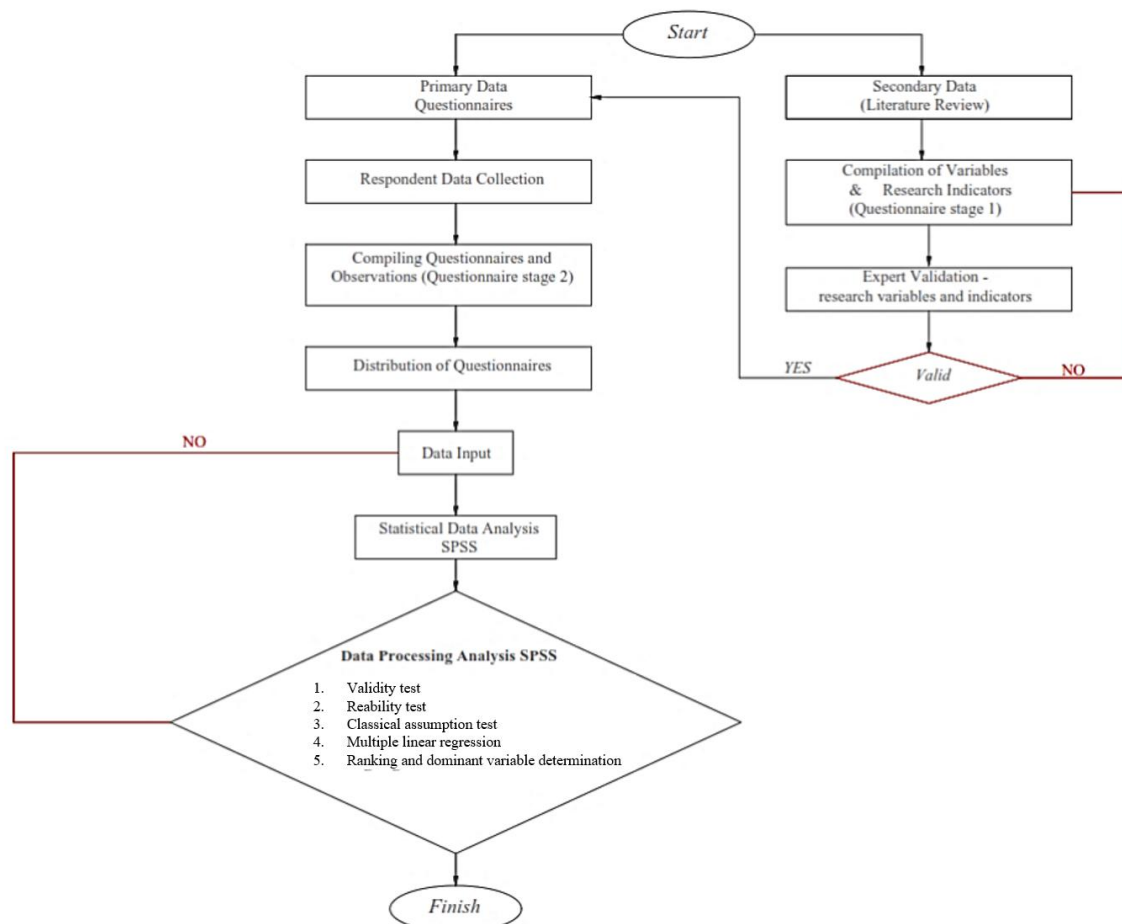 Start
Primary Data
Questionnaires
Secondary Data
(Literature Review)
Respondent Data Collection
Compilation of Variables
& Research Indicators
(Questionnaire stage 1)
Compiling Questionnaires and
Observations (Questionnaire stage 2)
Expert Validation -
research variables and indicators
Distribution of Questionnaires
YES
Valid
NO
NO
Data Input
Statistical Data Analysis
SPSS
Data Processing Analysis SPSS
1. Validity test
2. Reability test
3. Classical assumption test
4. Multiple linear regression
5. Ranking and dominant variable determination
Finish